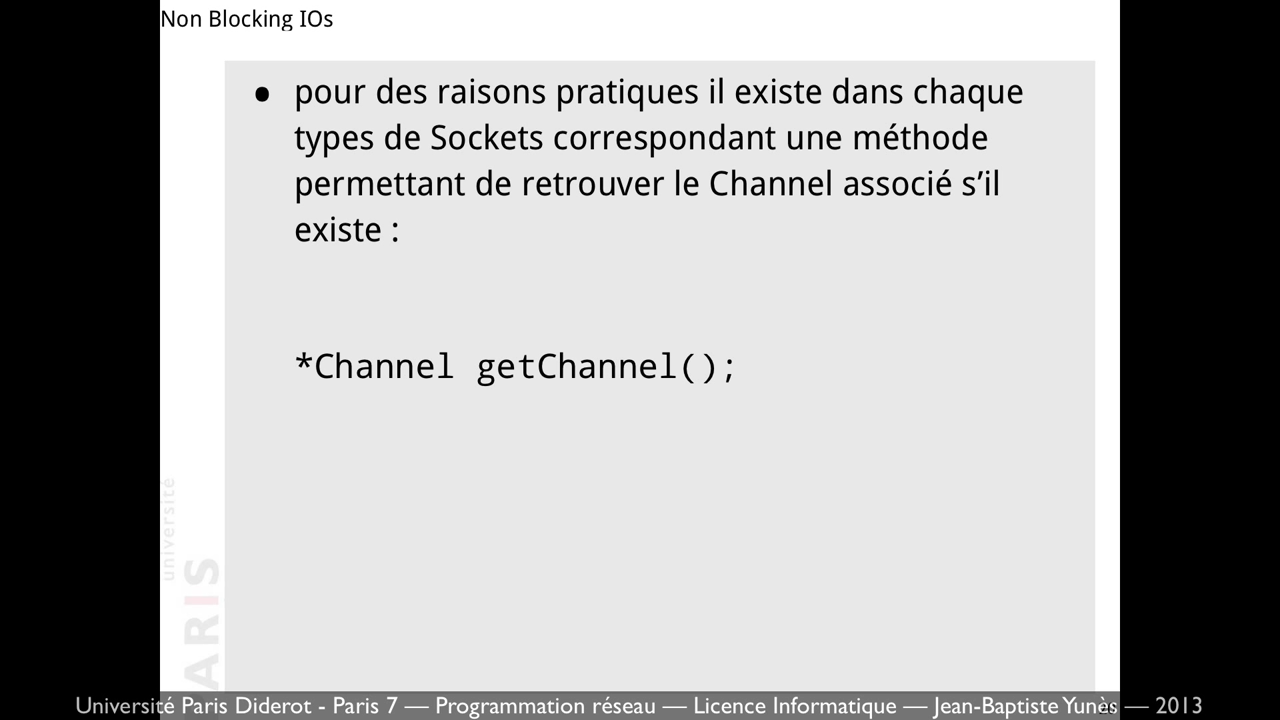 Non Blocking IOs
• pour des raisons pratiques il existe dans chaque
types de Sockets correspondant une méthode
permettant de retrouver le Channel associé s’il
existe :
*Channel getChannel();
université
PARIS
Université Paris Diderot - Paris 7 — Programmation réseau — Licence Informatique — Jean-Baptiste Yunès — 2013